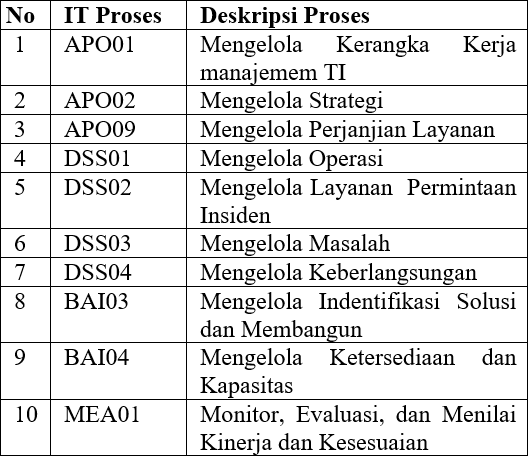 No IT Proses Deskripsi Proses
1 APO01 Mengelola Kerangka Kerja
manajemem TI
2 APO02 Mengelola Strategi
3 APO09 Mengelola Perjanjian Layanan
4 DSS01 Mengelola Operasi
5 DSS02 Mengelola Layanan Permintaan
Insiden
6 DSS03 Mengelola Masalah
7 DSS04 Mengelola Keberlangsungan
8 BAI03 Mengelola Indentifikasi Solusi
dan Membangun
9 BAI04 Mengelola Ketersediaan dan
Kapasitas
10 MEA01 Monitor, Evaluasi, dan Menilai
Kinerja dan Kesesuaian